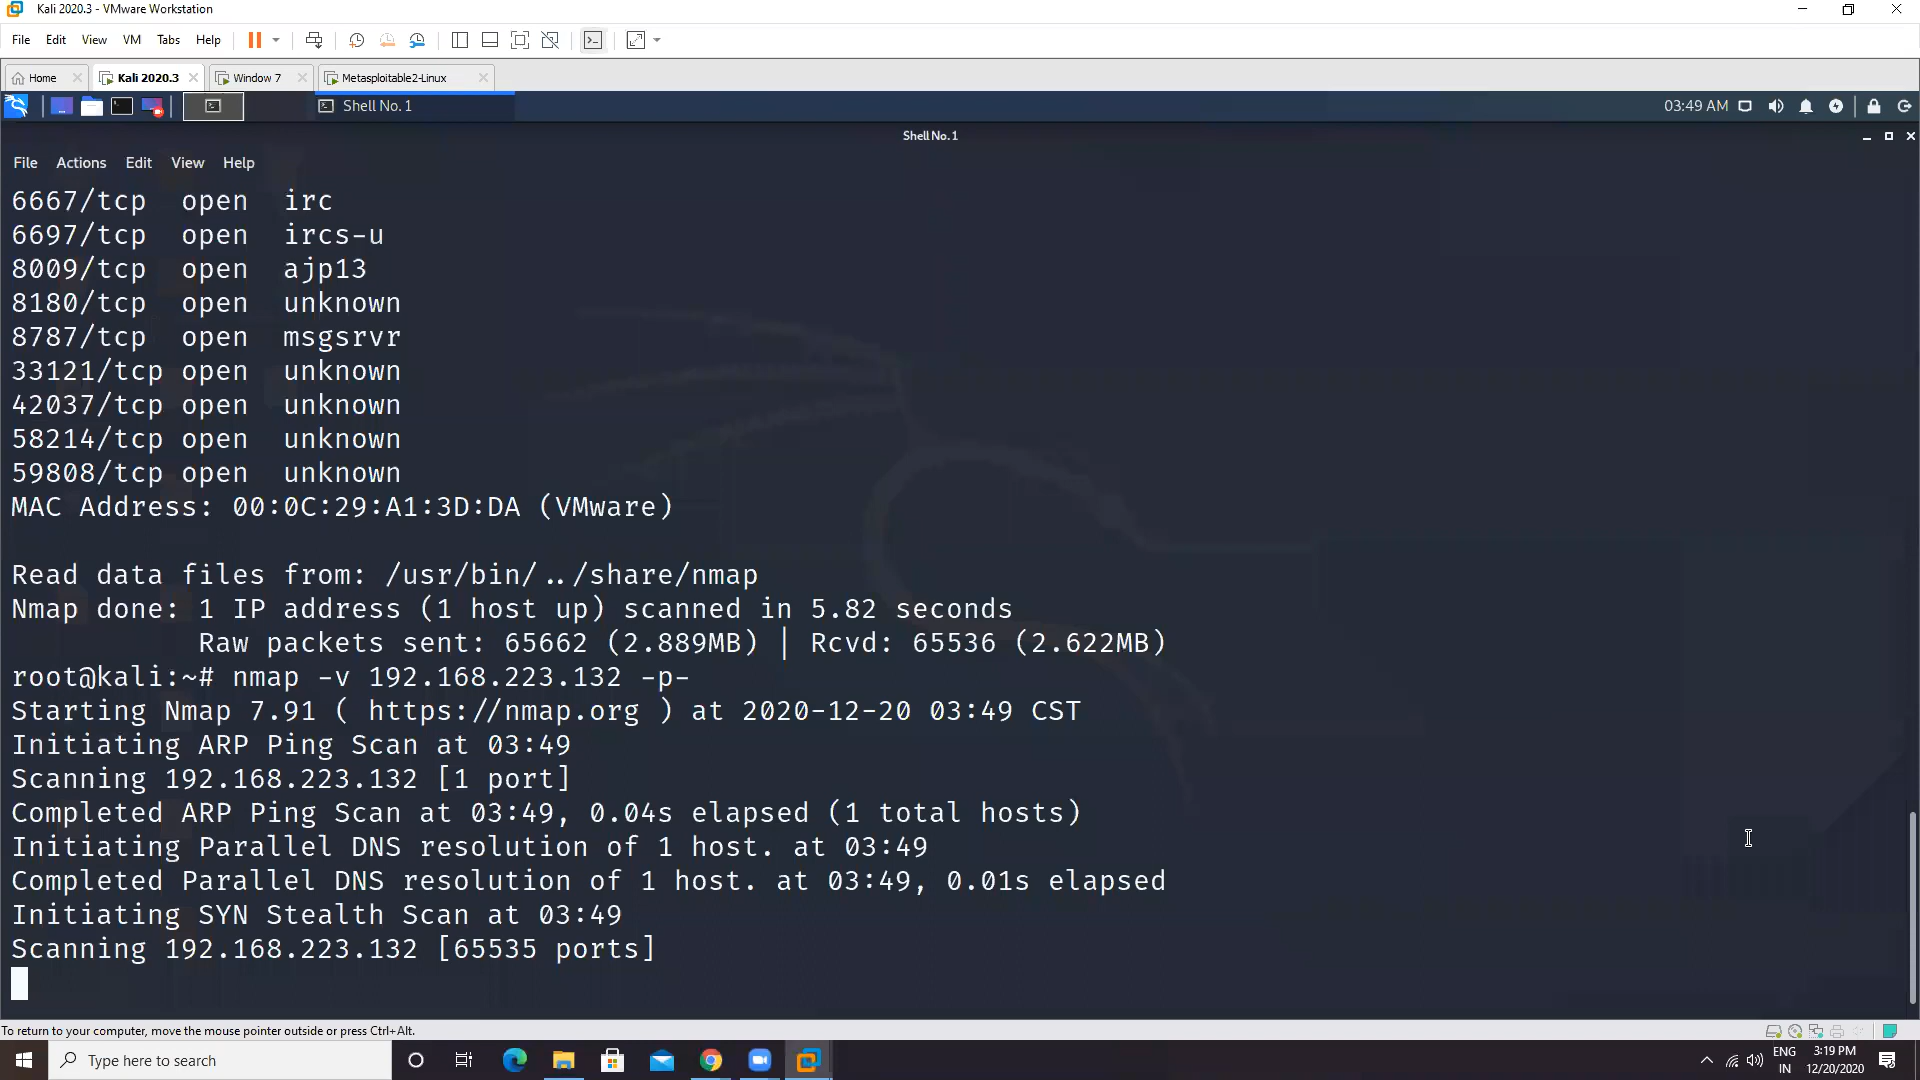 Kali 2020.3 - VMware Workstation
File Edit View VM Tabs Help
Home Kali 2020.3 Window 7 Metasploitable2-Linux
Shell No. 1 03:49 AM
Shell No. 1
File Actions Edit View Help
6667/tcp open irc
6697/tcp open ircs-u
8009/tcp open ajp13
8180/tcp open unknown
8787/tcp open msgsrvr
33121/tcp open unknown
42037/tcp open unknown
58214/tcp open unknown
59808/tcp open unknown
MAC Address: 00:0C:29:A1:3D:DA (VMware)
Read data files from: /usr/bin/../share/nmap
Nmap done: 1 IP address (1 host up) scanned in 5.82 seconds
Raw packets sent: 65662 (2.889MB) | Rcvd: 65536 (2.622MB)
root@kali:~# nmap -v 192.168.223.132 -p-
Starting Nmap 7.91 ( https://nmap.org ) at 2020-12-20 03:49 CST
Initiating ARP Ping Scan at 03:49
Scanning 192.168.223.132 [1 port]
Completed ARP Ping Scan at 03:49, 0.04s elapsed (1 total hosts)
Initiating Parallel DNS resolution of 1 host. at 03:49
Completed Parallel DNS resolution of 1 host. at 03:49, 0.01s elapsed
Initiating SYN Stealth Scan at 03:49
Scanning 192.168.223.132 [65535 ports]
To return to your computer, move the mouse pointer outside or press Ctrl+Alt.
Type here to search
ENG
IN
3:19 PM
12/20/2020